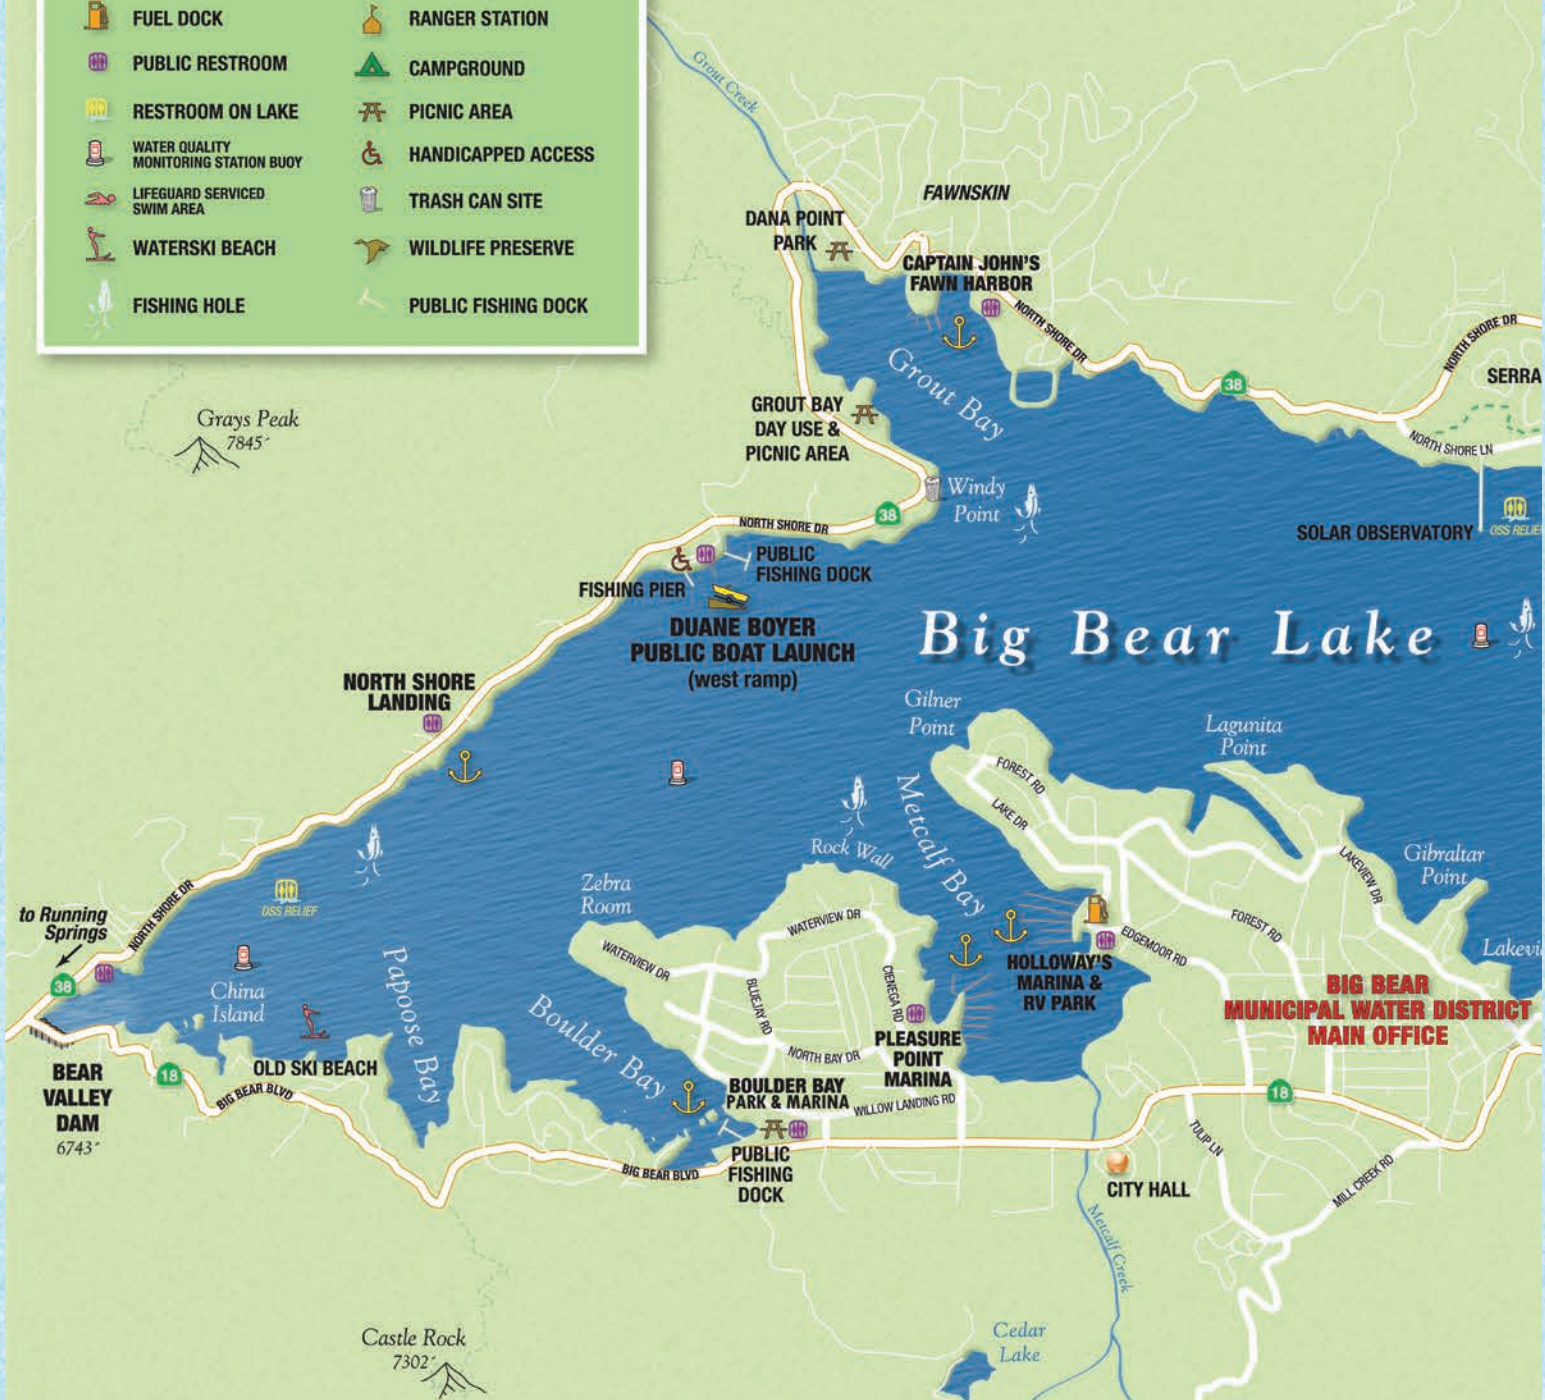 FUEL DOCK
RANGER STATION
PUBLIC RESTROOM
CAMPGROUND
RESTROOM ON LAKE
PICNIC AREA
WATER QUALITY
MONITORING STATION BUOY
HANDICAPPED ACCESS
LIFEGUARD SERVICED
SWIM AREA
TRASH CAN SITE
WATERSKI BEACH
WILDLIFE PRESERVE
FISHING HOLE
PUBLIC FISHING DOCK
Grout Creek
FAWNSKIN
DANA POINT
PARK
CAPTAIN JOHN'S
FAWN HARBOR
NORTH SHORE DR
NORTH SHORE DR
Grout Bay
38
SERRA
Grays Peak
7845´
GROUT BAY
DAY USE &
PICNIC AREA
NORTH SHORE LN
Windy
Point
38
NORTH SHORE DR
SOLAR OBSERVATORY
OSS RELIEF
PUBLIC
FISHING DOCK
FISHING PIER
DUANE BOYER
PUBLIC BOAT LAUNCH
(west ramp)
Big Bear Lake
NORTH SHORE
LANDING
Gilner
Point
Lagunita
Point
FOREST RD
LAKE DR
Metcalf Bay
Rock Wall
LAKEVIEW DR
Gibraltar
Point
Zebra
Room
OSS RELIEF
NORTH SHORE DR
to Running
Springs
38
WATERVIEW DR
WATERVIEW DR
FOREST RD
EDGEMOOR RD
Lakevi
China
Island
Papoose Bay
Boulder Bay
BLUEJAY RD
CIENEGA RD
HOLLOWAY'S
MARINA &
RV PARK
BIG BEAR
MUNICIPAL WATER DISTRICT
MAIN OFFICE
NORTH BAY DR
PLEASURE
POINT
MARINA
OLD SKI BEACH
BEAR
VALLEY
DAM
6743´
18
BIG BEAR BLVD
BOULDER BAY
PARK & MARINA
WILLOW LANDING RD
18
TULIP LN
PUBLIC
FISHING
DOCK
BIG BEAR BLVD
CITY HALL
MILL CREEK RD
Metcalf Creek
Castle Rock
7302´
Cedar
Lake